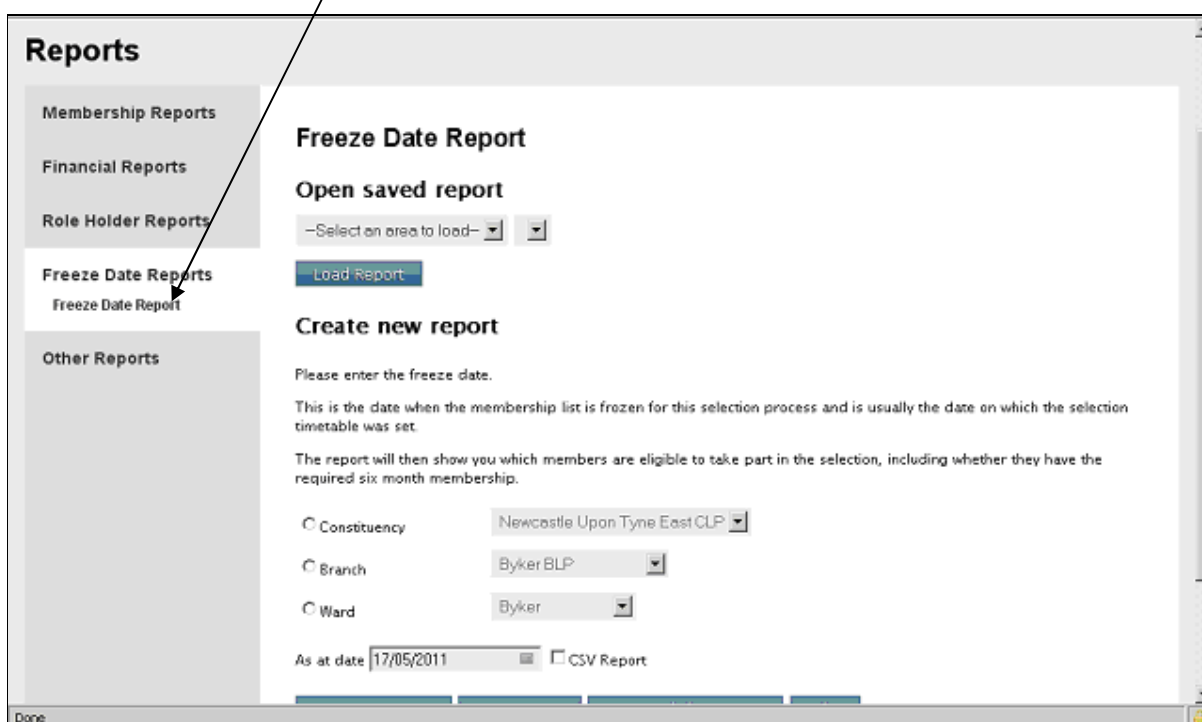 Reports
Membership Reports
Financial Reports
Role Holder Reports
Freeze Date Reports
Freeze Date Report
Other Reports
Freeze Date Report
Open saved report
--Select an area to load--
Load Report
Create new report
Please enter the freeze date.
This is the date when the membership list is frozen for this selection process and is usually the date on which the selection
timetable was set.
The report will then show you which members are eligible to take part in the selection, including whether they have the
required six month membership.
Constituency Newcastle Upon Tyne East CLP
Branch Byker BLP
Ward Byker
As at date 17/05/2011 CSV Report
Done